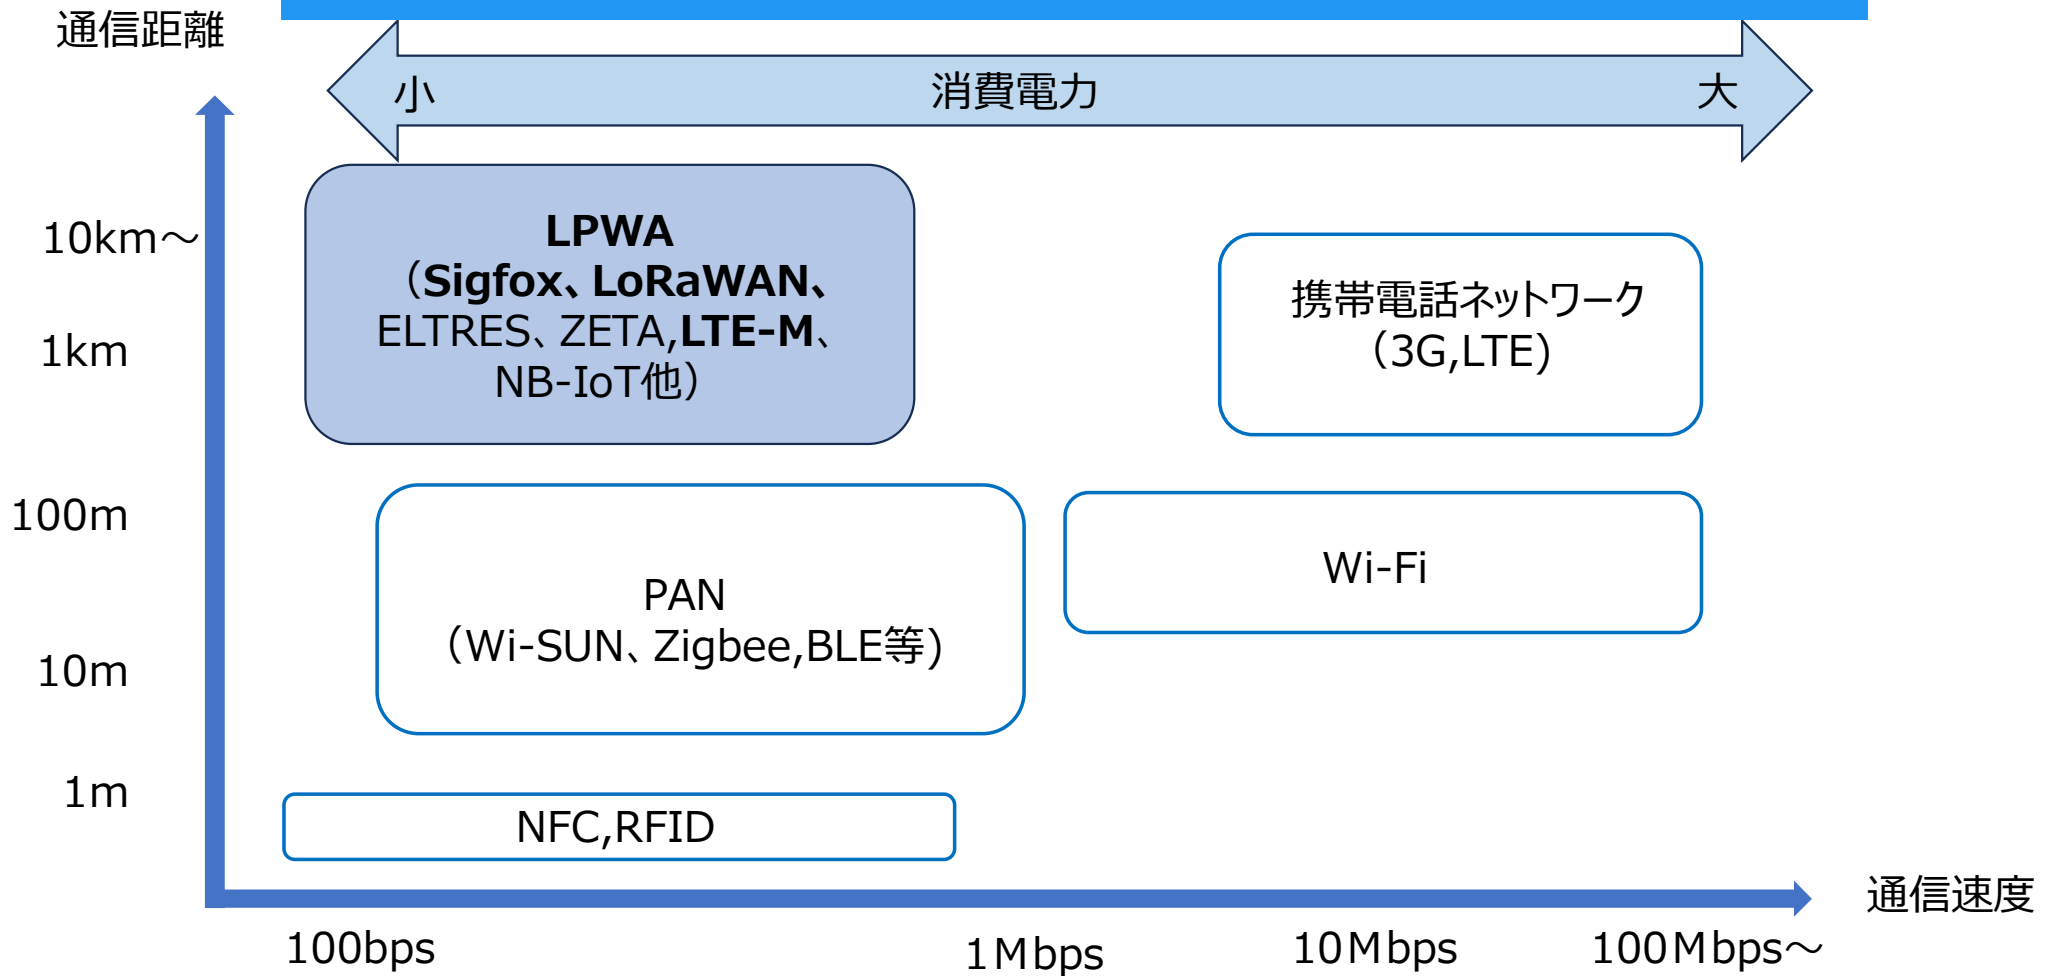 通信距離
小 消費電力 大
10km～
1km
100m
10m
1m
LPWA
（Sigfox、LoRaWAN、
ELTRES、ZETA,LTE-M、
NB-IoT他）
携帯電話ネットワーク
（3G,LTE)
PAN
（Wi-SUN、Zigbee,BLE等)
Wi-Fi
NFC,RFID
通信速度
100bps
1Ｍbps
10Ｍbps
100Ｍbps～